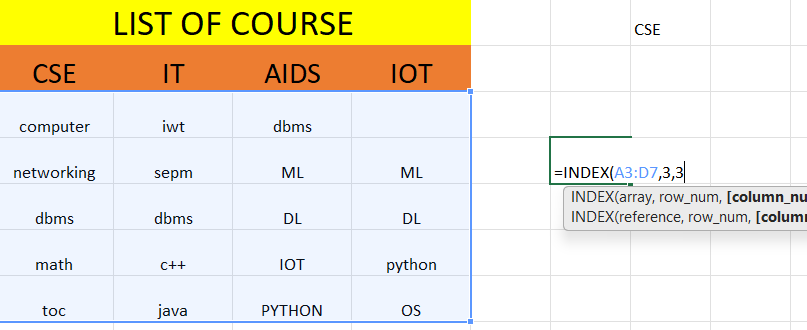 LIST OF COURSE
CSE
CSE IT AIDS IOT
computer iwt dbms
networking sepm ML ML
=INDEX(A3:D7,3,3
INDEX(array, row_num, [column_nu
INDEX(reference, row_num, [colum
dbms dbms DL DL
math c++ IOT python
toc java PYTHON OS